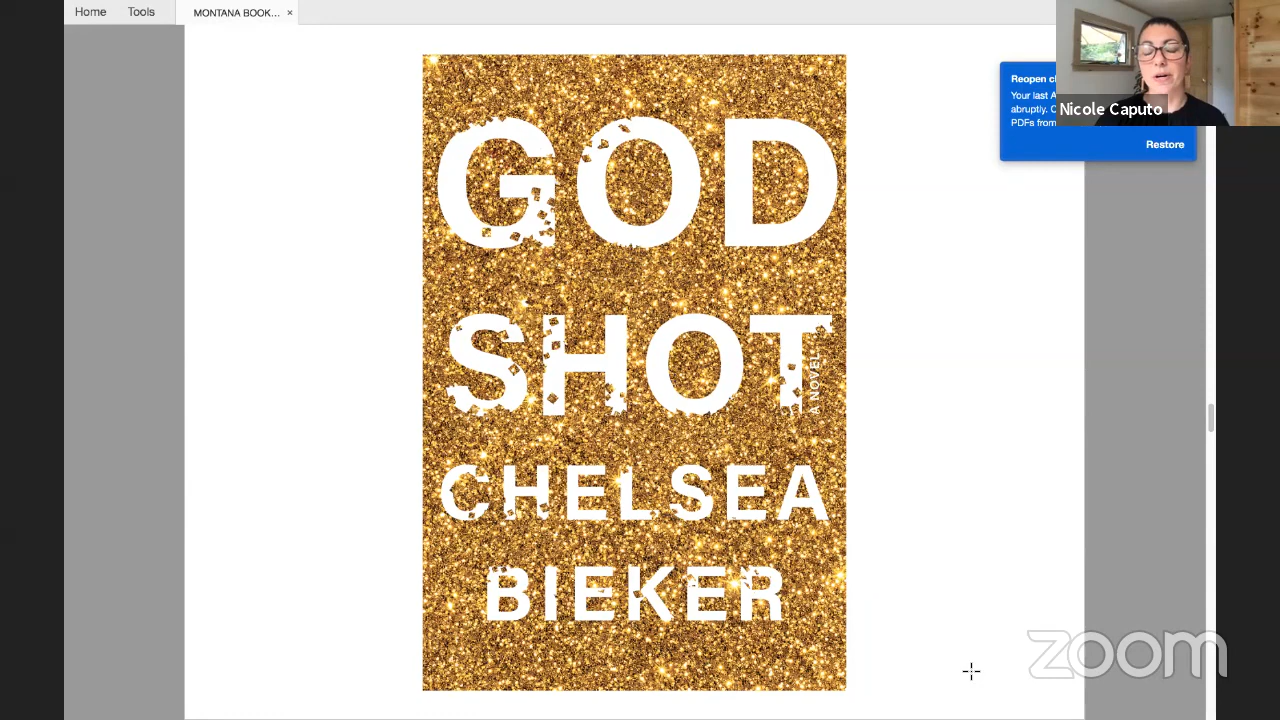 Home Tools MONTANA BOOK... ×
Reopen cl
Your last A
abruptly. C
PDFs from
Restore
Nicole Caputo
GOD
SHOT
A NOVEL
CHELSEA
BIEKER
zoom